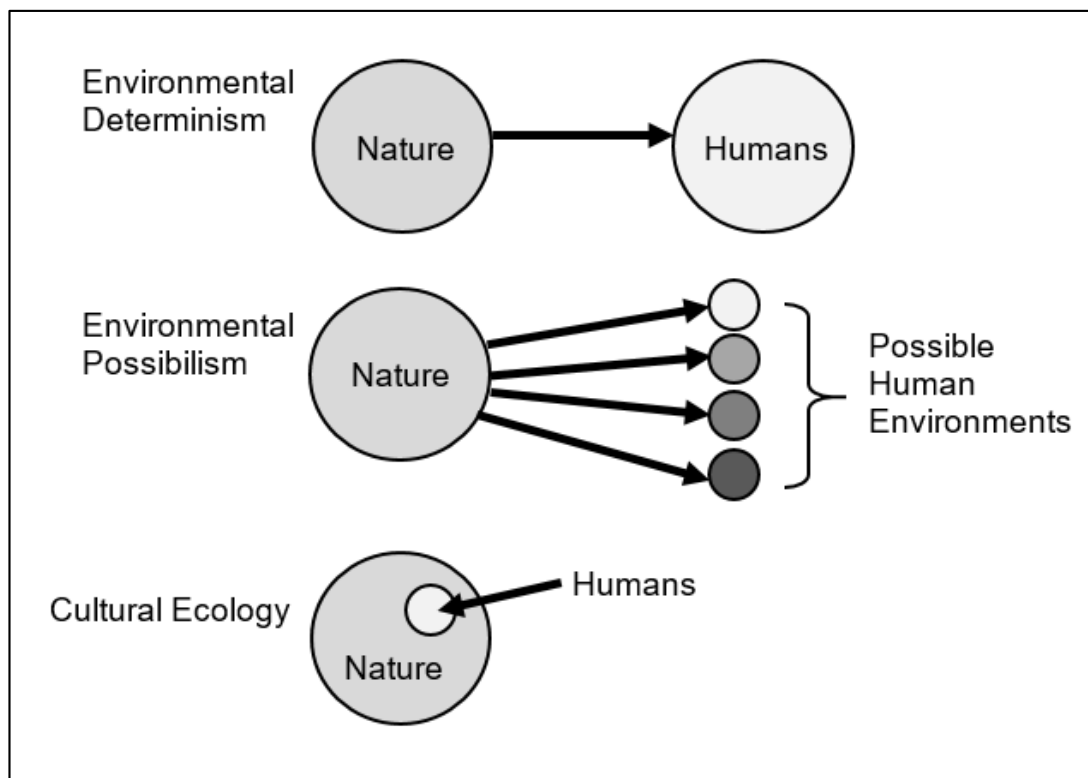 Environmental
Determinism
Nature
Humans
Environmental
Possibilism
Nature
Possible
Human
Environments
Cultural Ecology
Humans
Nature